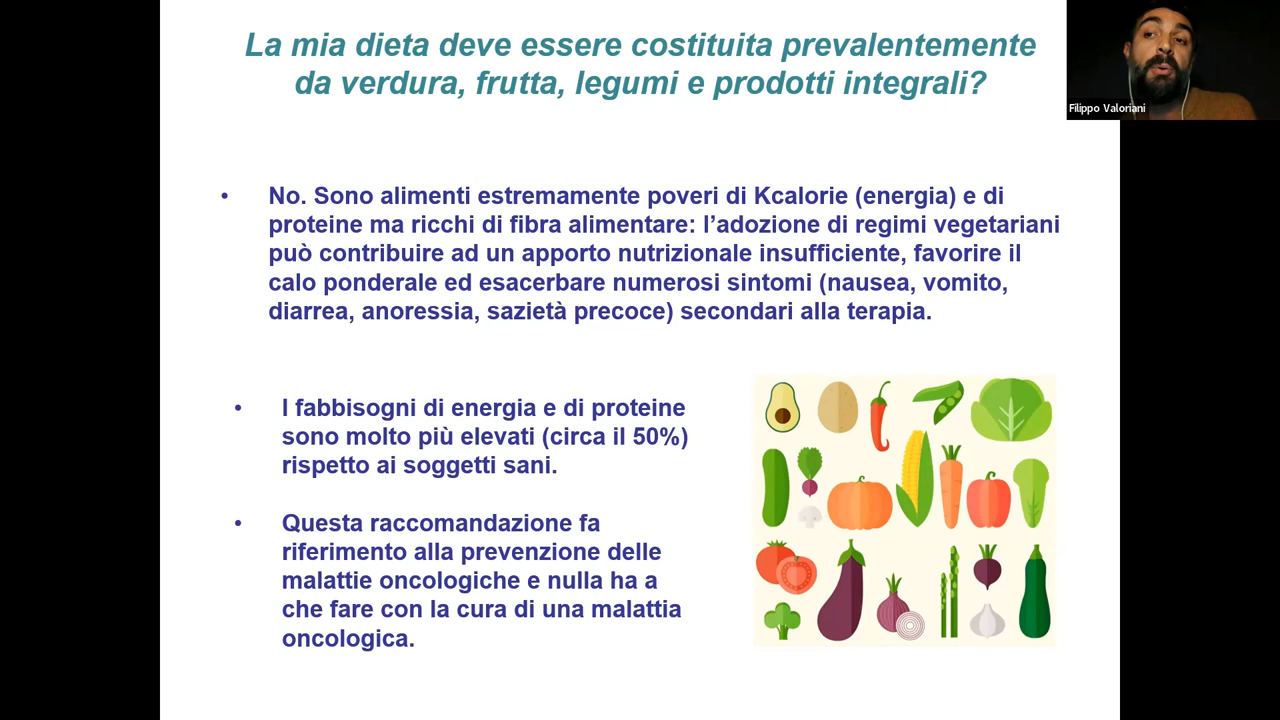 La mia dieta deve essere costituita prevalentemente
da verdura, frutta, legumi e prodotti integrali?
Filippo Valoriani
• No. Sono alimenti estremamente poveri di Kcalorie (energia) e di
proteine ma ricchi di fibra alimentare: l’adozione di regimi vegetariani
può contribuire ad un apporto nutrizionale insufficiente, favorire il
calo ponderale ed esacerbare numerosi sintomi (nausea, vomito,
diarrea, anoressia, sazietà precoce) secondari alla terapia.
• I fabbisogni di energia e di proteine
sono molto più elevati (circa il 50%)
rispetto ai soggetti sani.
• Questa raccomandazione fa
riferimento alla prevenzione delle
malattie oncologiche e nulla ha a
che fare con la cura di una malattia
oncologica.